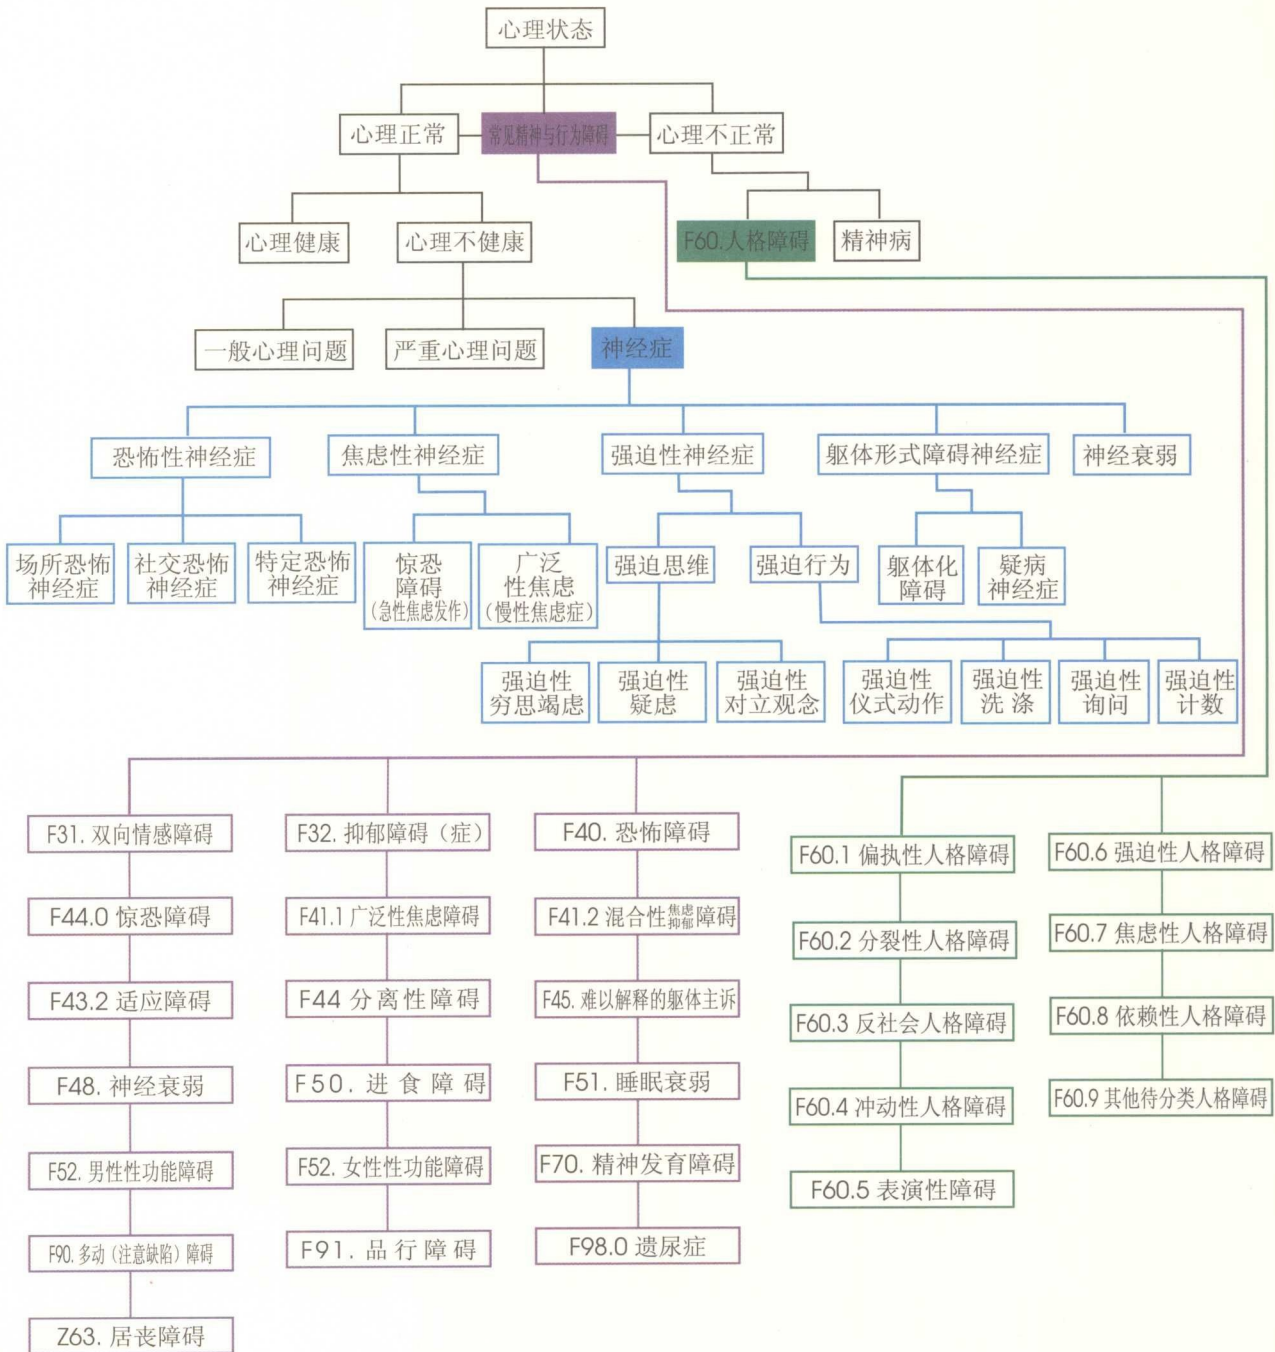 心理状态
心理正常
常见精神与行为障碍
心理不正常
心理健康
心理不健康
F60.人格障碍
精神病
一般心理问题
严重心理问题
神经症
恐怖性神经症
焦虑性神经症
强迫性神经症
躯体形式障碍神经症
神经衰弱
场所恐怖
神经症
社交恐怖
神经症
特定恐怖
神经症
惊恐
障碍
(急性焦虑发作)
广泛
性焦虑
(慢性焦虑症)
强迫思维
强迫行为
躯体化
障碍
疑病
神经症
强迫性
穷思竭虑
强迫性
疑虑
强迫性
对立观念
强迫性
仪式动作
强迫性
洗 涤
强迫性
询问
强迫性
计数
F31. 双向情感障碍
F44.0 惊恐障碍
F43.2 适应障碍
F48. 神经衰弱
F52. 男性性功能障碍
F90. 多动（注意缺陷）障碍
Z63. 居丧障碍
F32. 抑郁障碍（症）
F41.1 广泛性焦虑障碍
F44 分离性障碍
F50. 进食障碍
F52. 女性性功能障碍
F91. 品行障碍
F40. 恐怖障碍
F41.2 混合性焦虑抑郁障碍
F45. 难以解释的躯体主诉
F51. 睡眠衰弱
F70. 精神发育障碍
F98.0 遗尿症
F60.1 偏执性人格障碍
F60.2 分裂性人格障碍
F60.3 反社会人格障碍
F60.4 冲动性人格障碍
F60.5 表演性障碍
F60.6 强迫性人格障碍
F60.7 焦虑性人格障碍
F60.8 依赖性人格障碍
F60.9 其他待分类人格障碍